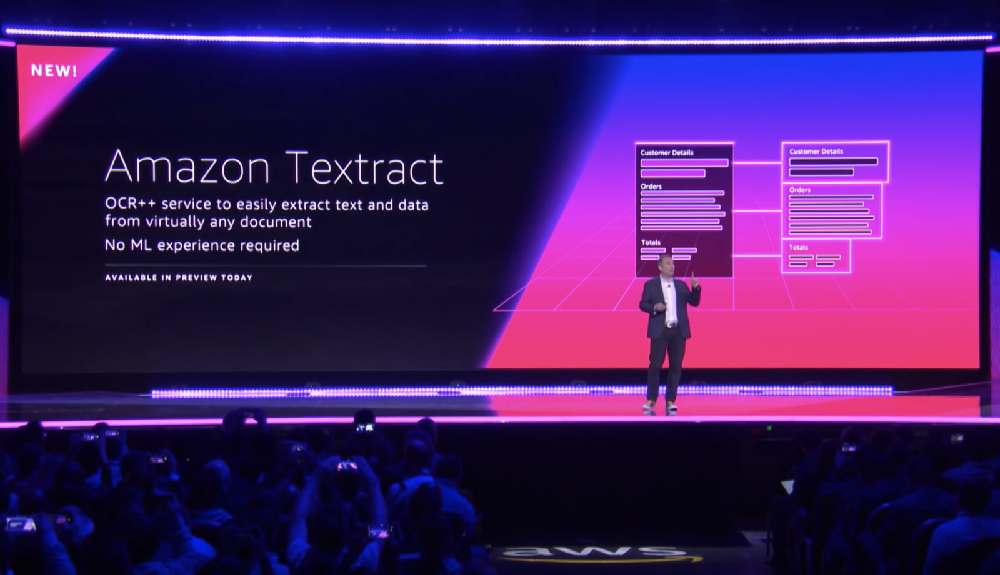 NEW!
Amazon Textract
OCR++ service to easily extract text and data
from virtually any document
No ML experience required
AVAILABLE IN PREVIEW TODAY
Customer Details
Orders
Totals
Customer Details
Orders
Totals
aws